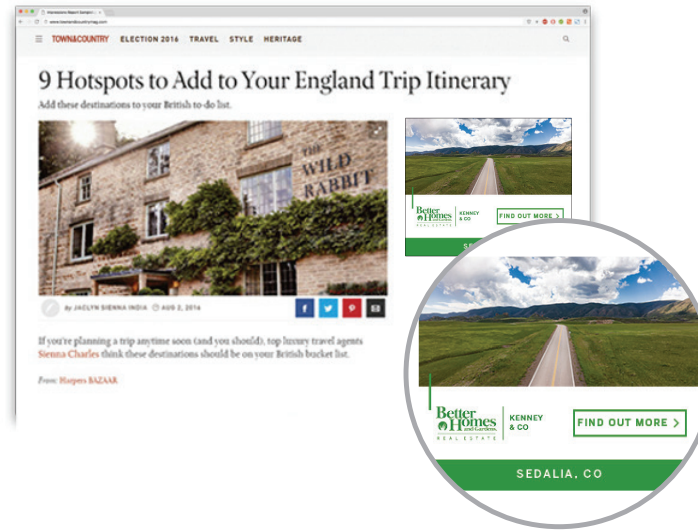 www.townandcountrymag.com
TOWN&COUNTRY ELECTION 2016 TRAVEL STYLE HERITAGE
9 Hotspots to Add to Your England Trip Itinerary
Add these destinations to your British to-do list.
THE
WILD
RABBIT
By JACLYN SIENNA INDIA AUG 2, 2016
If you're planning a trip anytime soon (and you should), top luxury travel agents
Sienna Charles think these destinations should be on your British bucket list.
From: Harpers BAZAAR
Better
Homes
and Gardens
REAL ESTATE
KENNEY
& CO
FIND OUT MORE >
Better
Homes
and Gardens
REAL ESTATE
KENNEY
& CO
FIND OUT MORE >
SEDALIA, CO